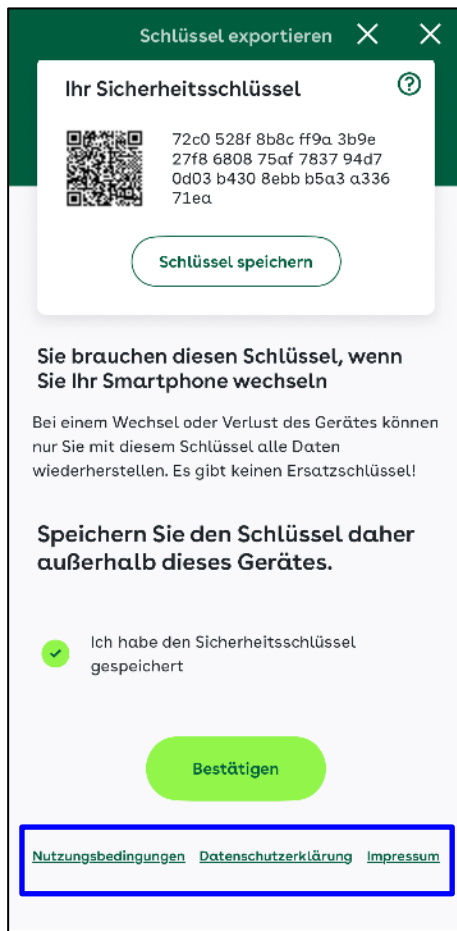 Schlüssel exportieren
Ihr Sicherheitsschlüssel
72c0 528f 8b8c ff9a 3b9e
27f8 6808 75af 7837 94d7
0d03 b430 8ebb b5a3 a336
71ea
Schlüssel speichern
Sie brauchen diesen Schlüssel, wenn
Sie Ihr Smartphone wechseln
Bei einem Wechsel oder Verlust des Gerätes können
nur Sie mit diesem Schlüssel alle Daten
wiederherstellen. Es gibt keinen Ersatzschlüssel!
Speichern Sie den Schlüssel daher
außerhalb dieses Gerätes.
Ich habe den Sicherheitsschlüssel
gespeichert
Bestätigen
Nutzungsbedingungen Datenschutzerklärung Impressum